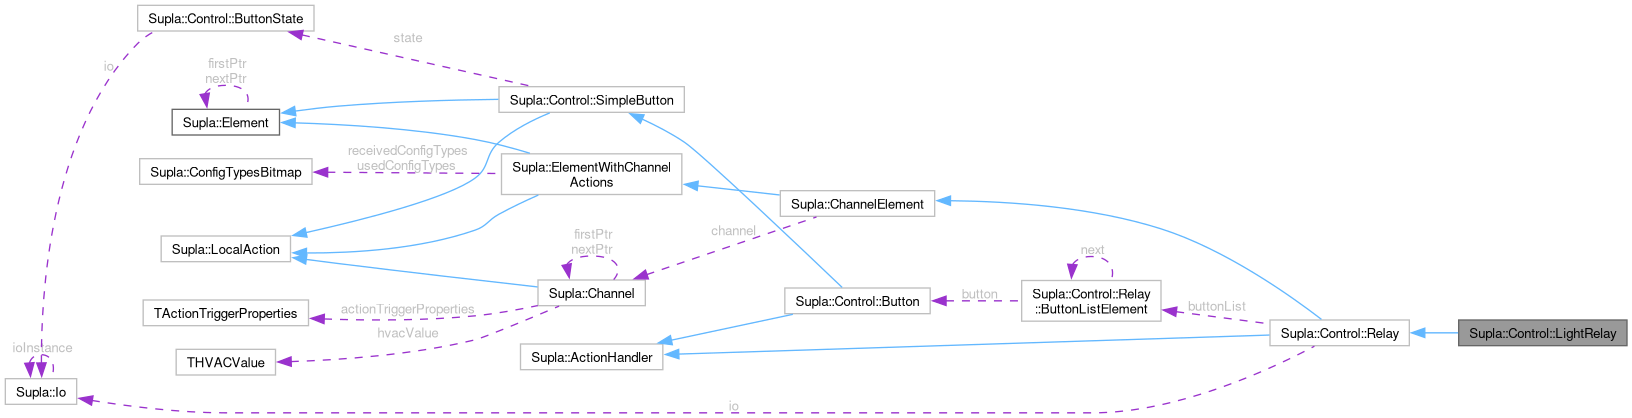 Supla::Control::ButtonState
state
io
firstPtr
nextPtr
Supla::Control::SimpleButton
Supla::Element
receivedConfigTypes
usedConfigTypes
Supla::ElementWithChannel
Actions
Supla::ConfigTypesBitmap
Supla::ChannelElement
channel
Supla::LocalAction
firstPtr
nextPtr
next
Supla::Channel
Supla::Control::Button
button
Supla::Control::Relay
::ButtonListElement
buttonList
TActionTriggerProperties
actionTriggerProperties
hvacValue
Supla::Control::Relay
Supla::Control::LightRelay
ioInstance
THVACValue
Supla::ActionHandler
Supla::Io
io